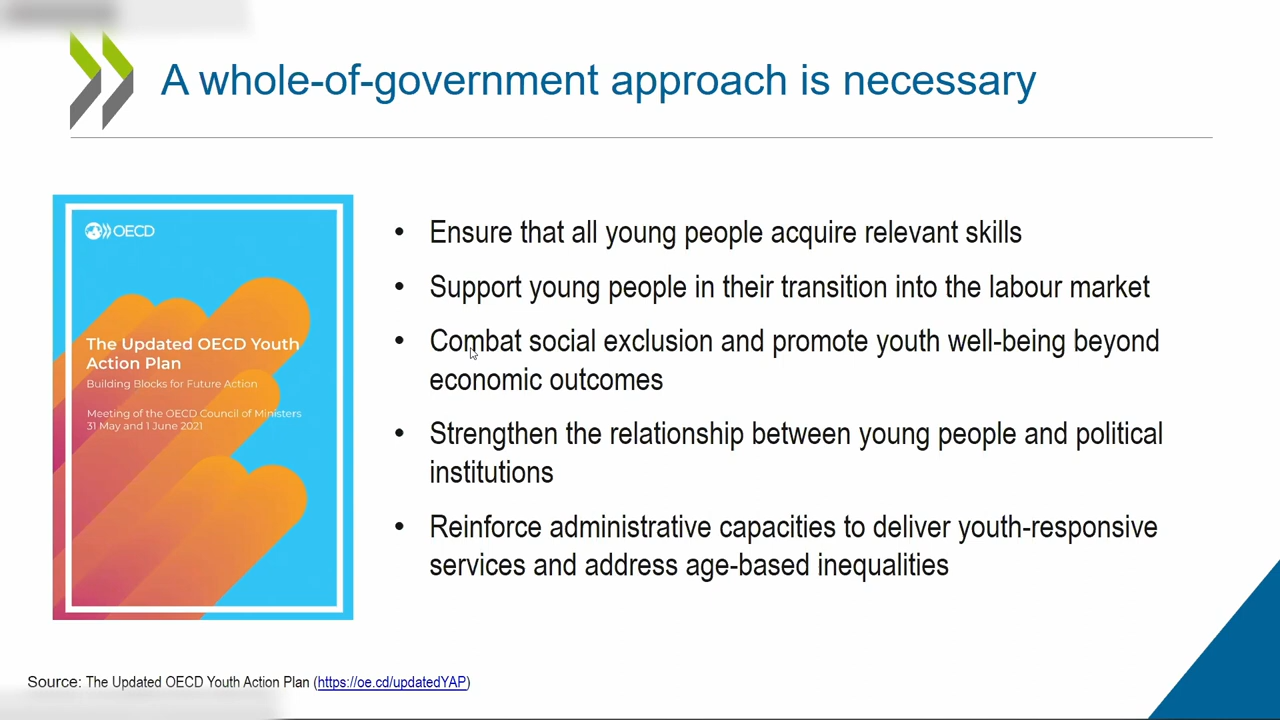 A whole-of-government approach is necessary
OECD
The Updated OECD Youth
Action Plan
Building Blocks for Future Action
Meeting of the OECD Council of Ministers
31 May and 1 June 2021
• Ensure that all young people acquire relevant skills
• Support young people in their transition into the labour market
• Combat social exclusion and promote youth well-being beyond
economic outcomes
• Strengthen the relationship between young people and political
institutions
• Reinforce administrative capacities to deliver youth-responsive
services and address age-based inequalities
Source: The Updated OECD Youth Action Plan (https://oe.cd/updatedYAP)